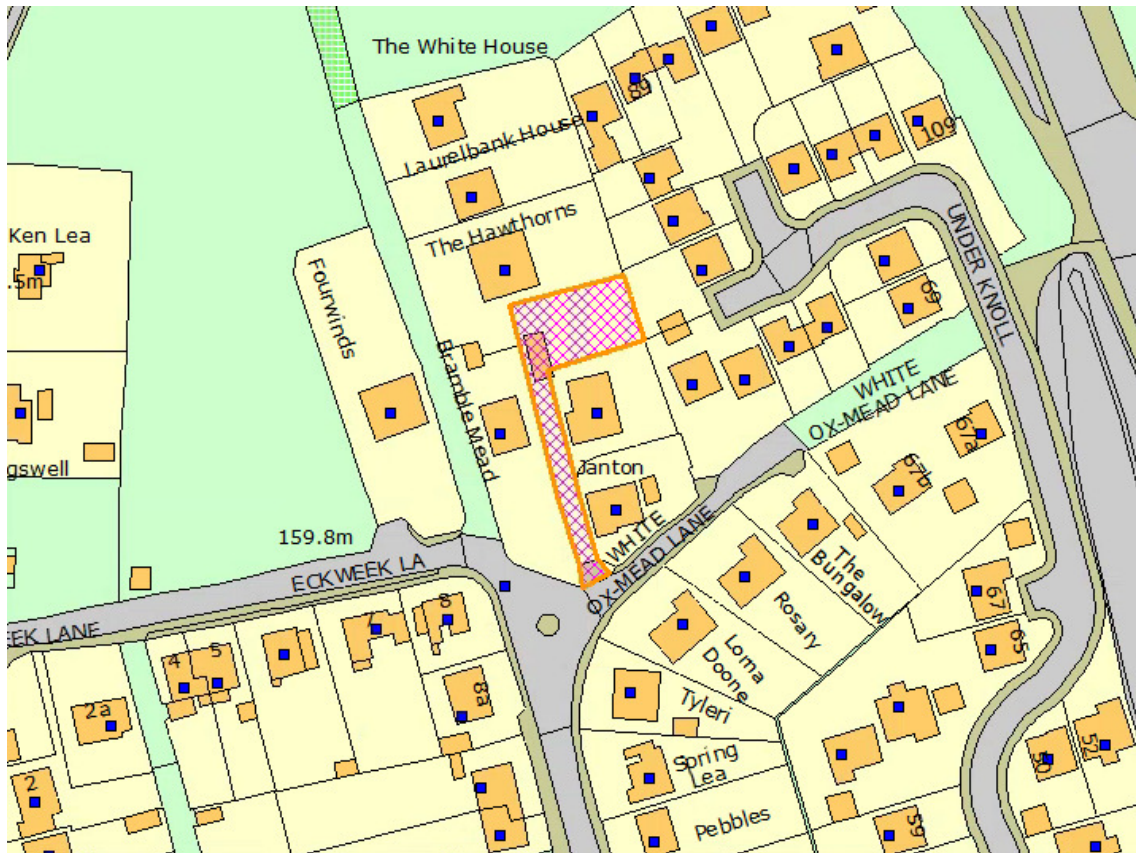 The White House
89
Laurelbank House
109
Ken Lea
.5m
The Hawthorns
UNDER KNOLL
Fourwinds
69
Bramble Mead
WHITE
OX-MEAD LANE
67a
gswell
Janton
67b
159.8m
WHITE
OX-MEAD LANE
The
Bungalow
ECKWEEK LA
67
EEK LANE
Rosary
8
7
65
Lorna
Doone
4
5
8a
2a
Tyleri
52
50
Spring
Lea
2
Pebbles
59